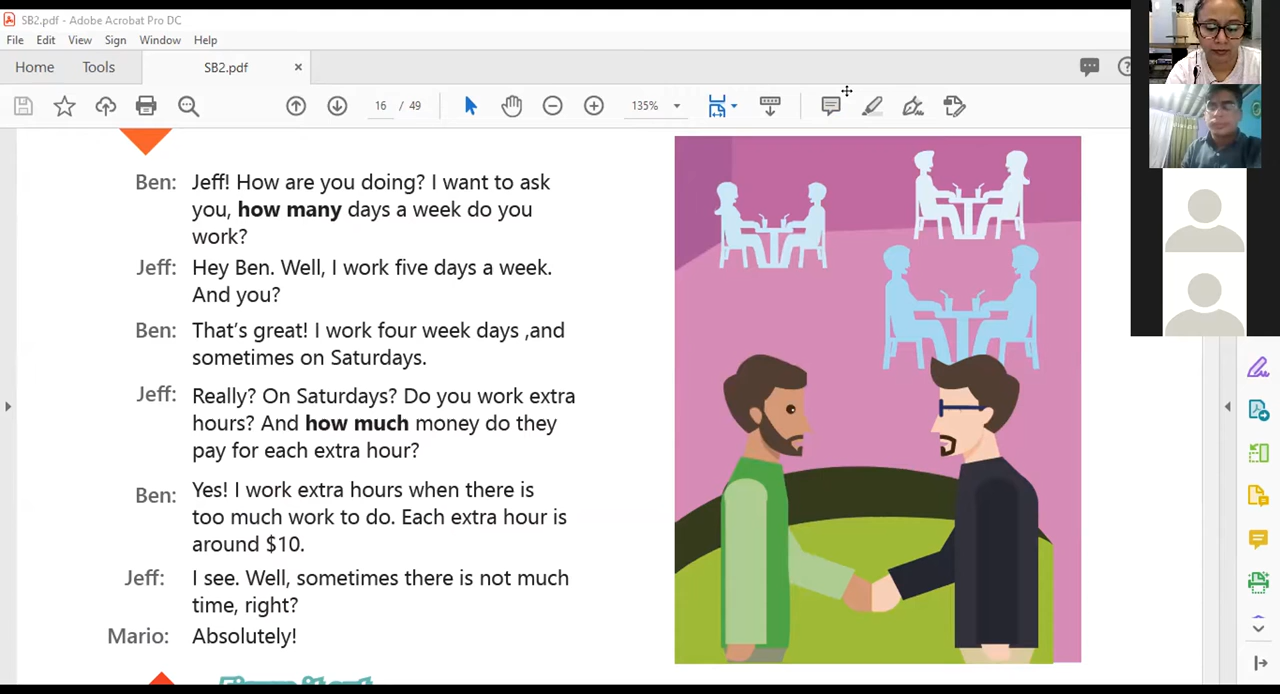 SB2.pdf - Adobe Acrobat Pro DC
File Edit View Sign Window Help
Home Tools SB2.pdf
16 / 49 135%
Ben: Jeff! How are you doing? I want to ask
you, how many days a week do you
work?
Jeff: Hey Ben. Well, I work five days a week.
And you?
Ben: That's great! I work four week days ,and
sometimes on Saturdays.
Jeff: Really? On Saturdays? Do you work extra
hours? And how much money do they
pay for each extra hour?
Ben: Yes! I work extra hours when there is
too much work to do. Each extra hour is
around $10.
Jeff: I see. Well, sometimes there is not much
time, right?
Mario: Absolutely!